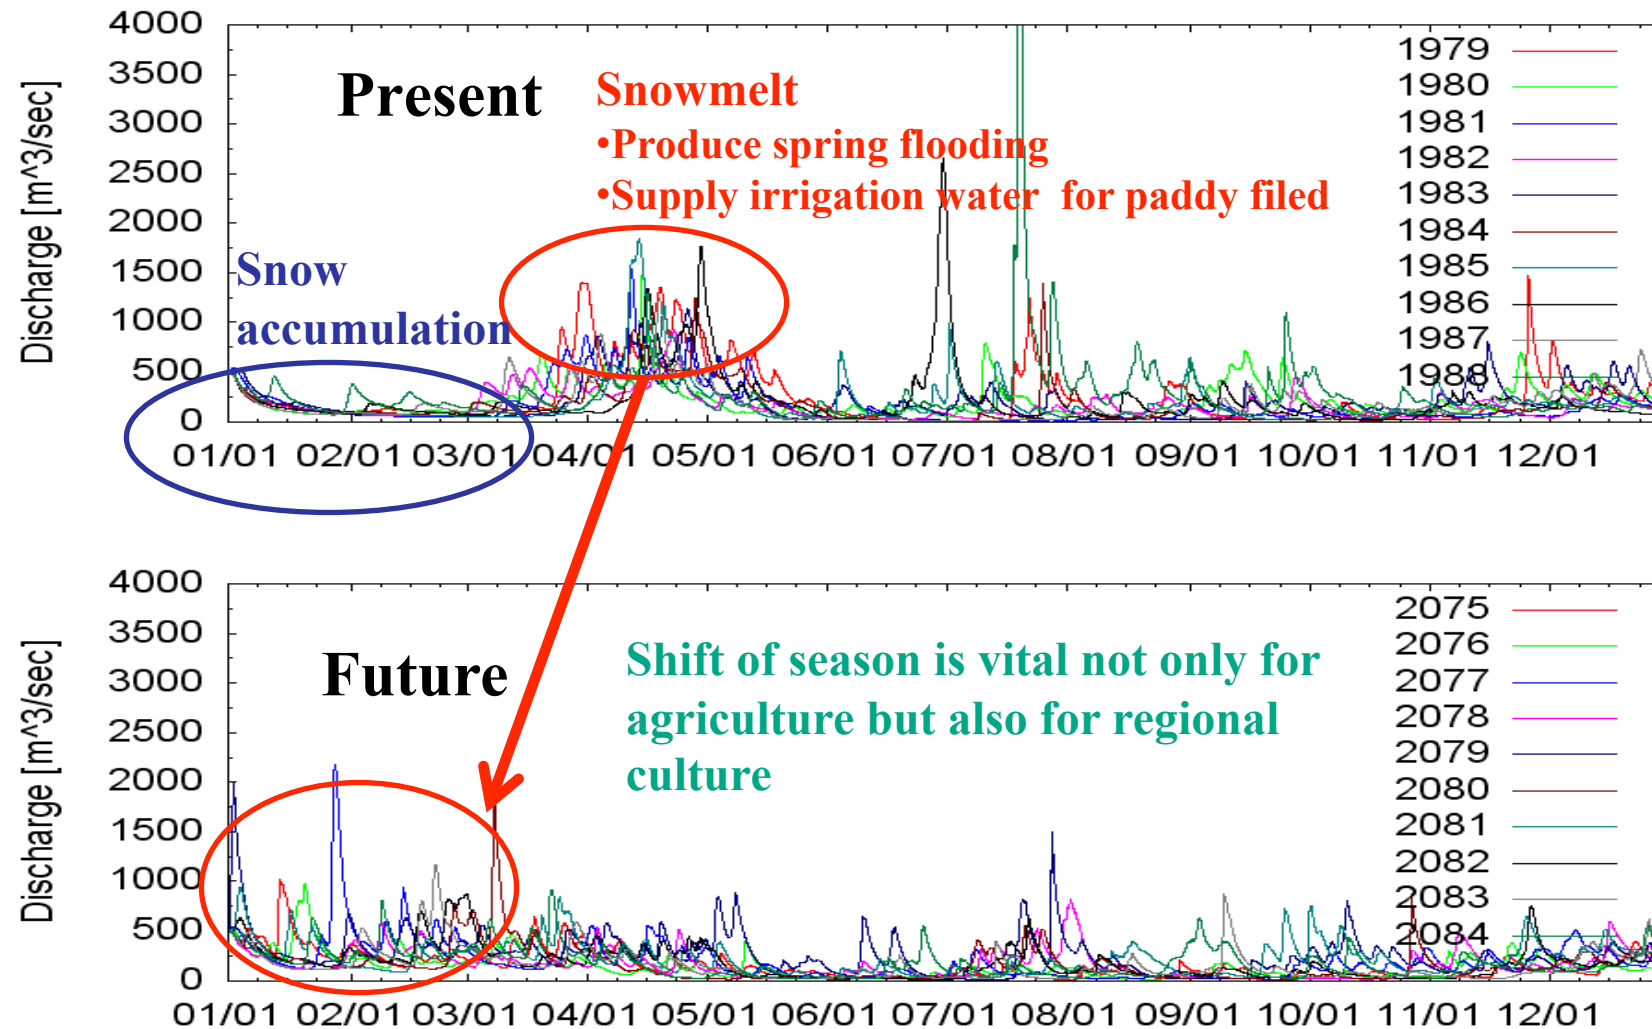 4000
3500
3000
2500
2000
1500
1000
500
0
Discharge [m^3/sec]
Present
Snowmelt
•Produce spring flooding
•Supply irrigation water for paddy filed
Snow
accumulation
1979
1980
1981
1982
1983
1984
1985
1986
1987
1988
01/01 02/01 03/01 04/01 05/01 06/01 07/01 08/01 09/01 10/01 11/01 12/01
4000
3500
3000
2500
2000
1500
1000
500
0
Discharge [m^3/sec]
Future
Shift of season is vital not only for
agriculture but also for regional
culture
2075
2076
2077
2078
2079
2080
2081
2082
2083
2084
01/01 02/01 03/01 04/01 05/01 06/01 07/01 08/01 09/01 10/01 11/01 12/01